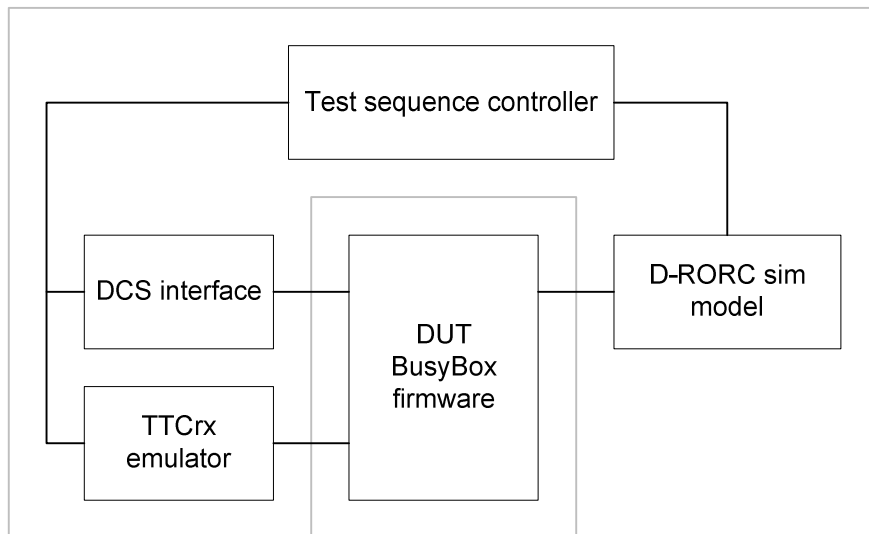 Test sequence controller
DCS interface
DUT
BusyBox
firmware
D-RORC sim
model
TTCrx
emulator